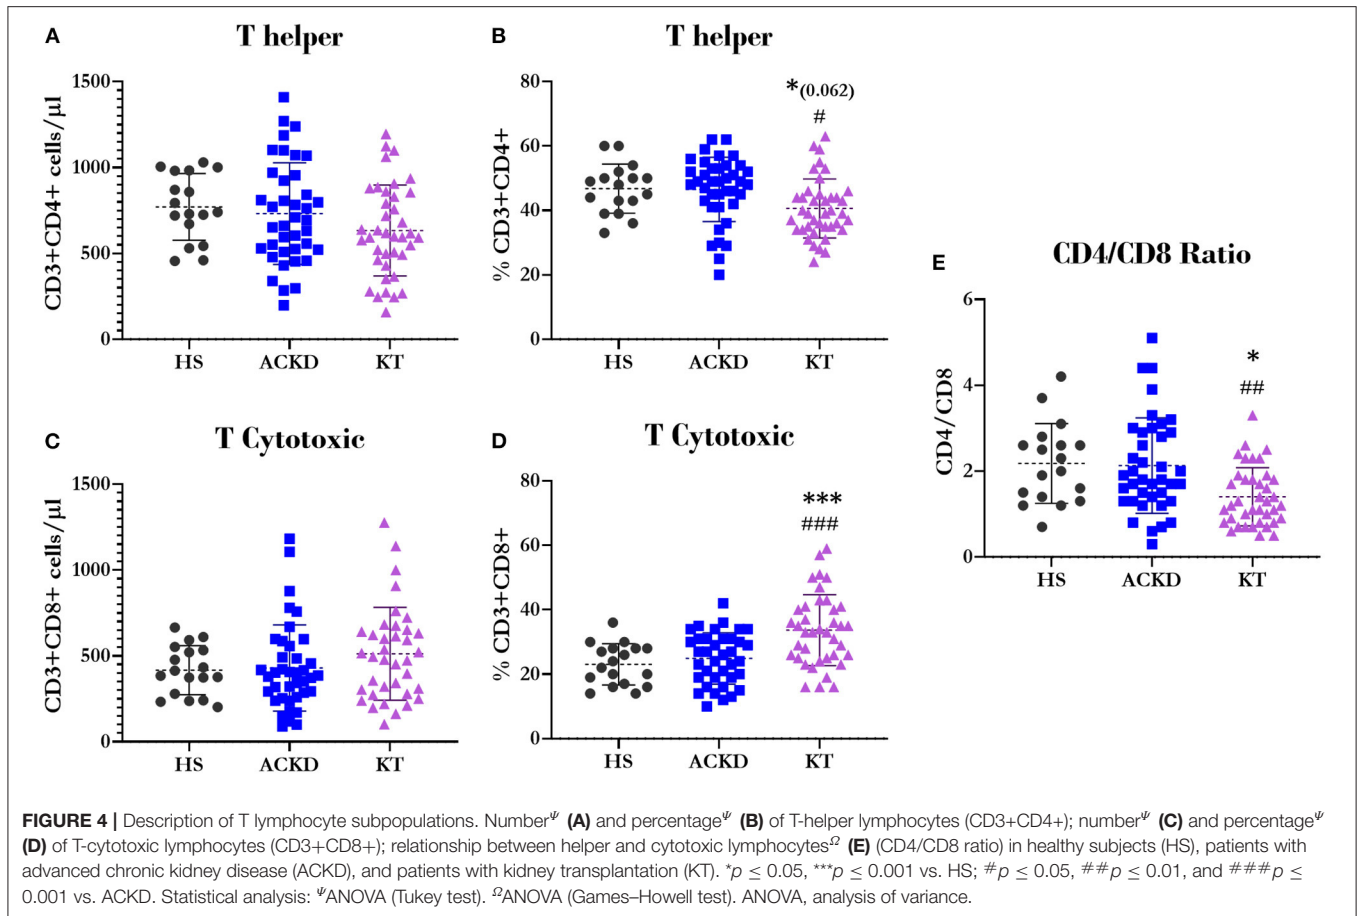 A
T helper
CD3+CD4+ cells/µl
1500
1000
500
0
HS
ACKD
KT
B
T helper
% CD3+CD4+
80
60
40
20
0
*(0.062)
#
HS
ACKD
KT
C
T Cytotoxic
CD3+CD8+ cells/µl
1500
1000
500
0
HS
ACKD
KT
D
T Cytotoxic
% CD3+CD8+
80
60
40
20
0
***
###
HS
ACKD
KT
E
CD4/CD8 Ratio
CD4/CD8
6
4
2
0
*
##
HS
ACKD
KT
FIGURE 4 | Description of T lymphocyte subpopulations. Number^Ψ (A) and percentage^Ψ (B) of T-helper lymphocytes (CD3+CD4+); number^Ψ (C) and percentage^Ψ
(D) of T-cytotoxic lymphocytes (CD3+CD8+); relationship between helper and cytotoxic lymphocytes^Ω (E) (CD4/CD8 ratio) in healthy subjects (HS), patients with
advanced chronic kidney disease (ACKD), and patients with kidney transplantation (KT). *p ≤ 0.05, ***p ≤ 0.001 vs. HS; #p ≤ 0.05, ##p ≤ 0.01, and ###p ≤
0.001 vs. ACKD. Statistical analysis: ^ΨANOVA (Tukey test). ^ΩANOVA (Games–Howell test). ANOVA, analysis of variance.